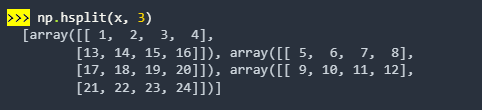 >>> np.hsplit(x, 3)
[array([[ 1,  2,  3,  4],
       [13, 14, 15, 16]]), array([[ 5,  6,  7,  8],
       [17, 18, 19, 20]]), array([[ 9, 10, 11, 12],
       [21, 22, 23, 24]])]